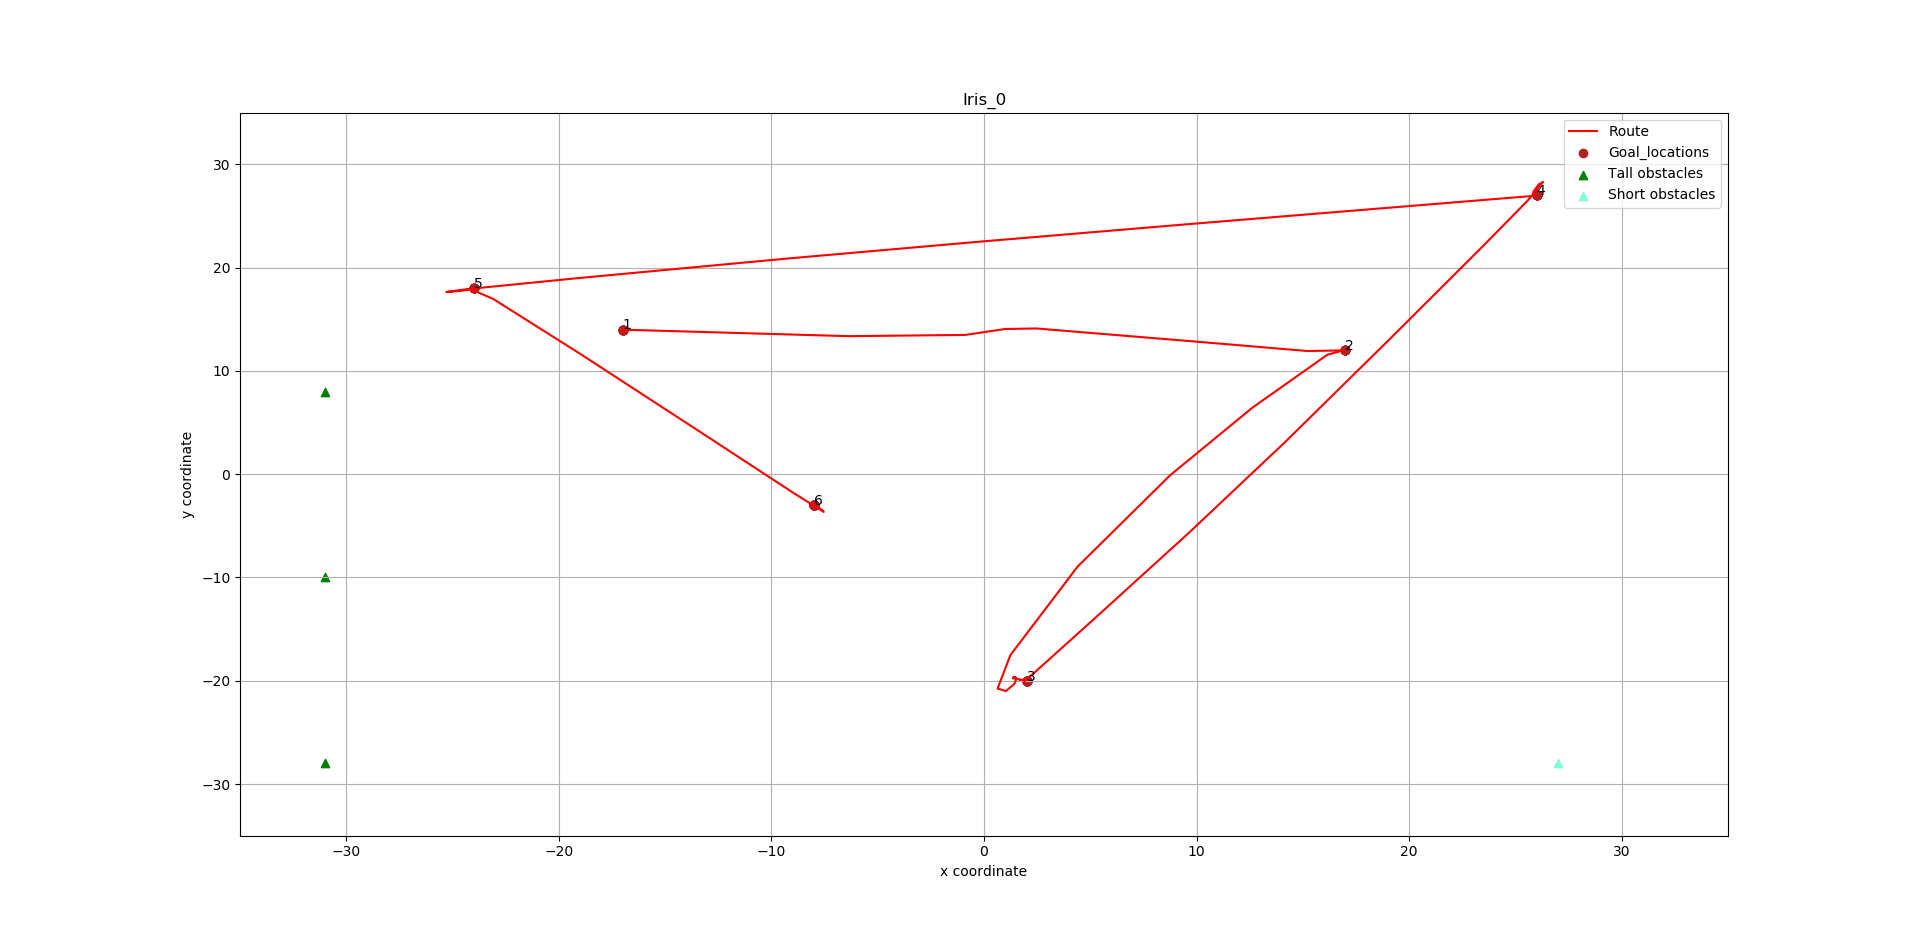 Iris_0
Route
Goal_locations
Tall obstacles
Short obstacles
30
20
10
0
−10
−20
−30
y coordinate
4
5
1
2
6
3
−30
−20
−10
0
10
20
30
x coordinate